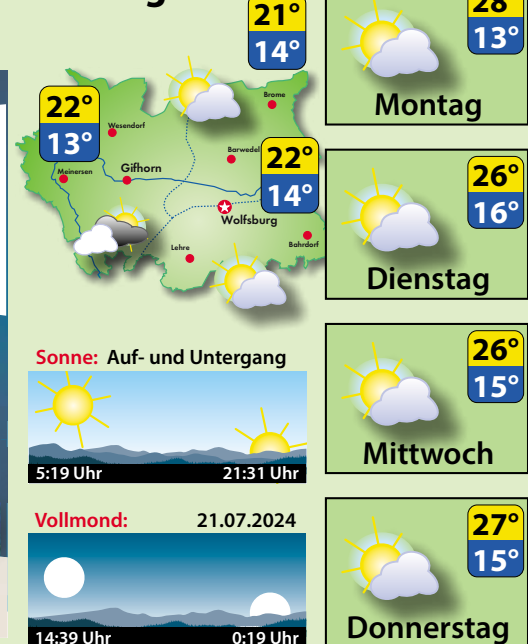 21°
14°
22°
13°
22°
14°
Brome
Wesendorf
Barwedel
Meinersen
Gifhorn
Wolfsburg
Lehre
Bahrdorf
Sonne: Auf- und Untergang
5:19 Uhr 21:31 Uhr
Vollmond: 21.07.2024
14:39 Uhr 0:19 Uhr
28°
13°
Montag
26°
16°
Dienstag
26°
15°
Mittwoch
27°
15°
Donnerstag